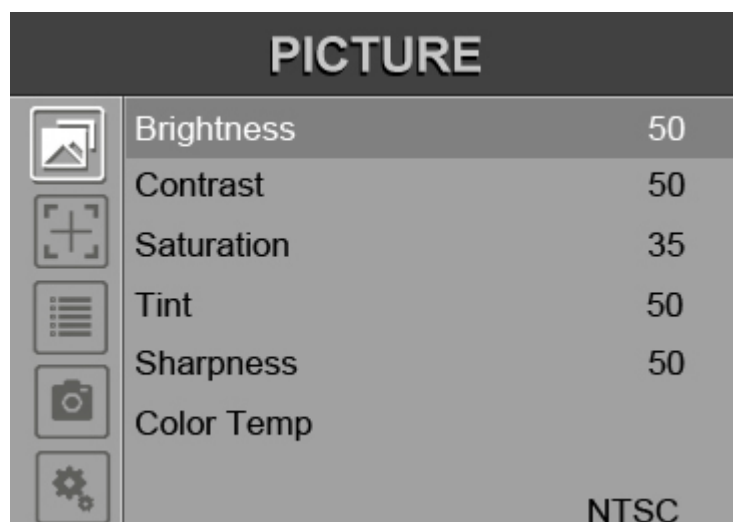 PICTURE
Brightness 50
Contrast 50
Saturation 35
Tint 50
Sharpness 50
Color Temp
NTSC